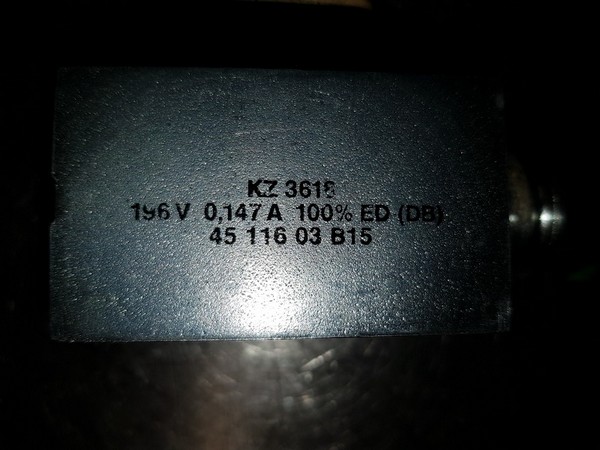 KZ 3618
196 V 0,147 A 100% ED (DB)
45 116 03 B15